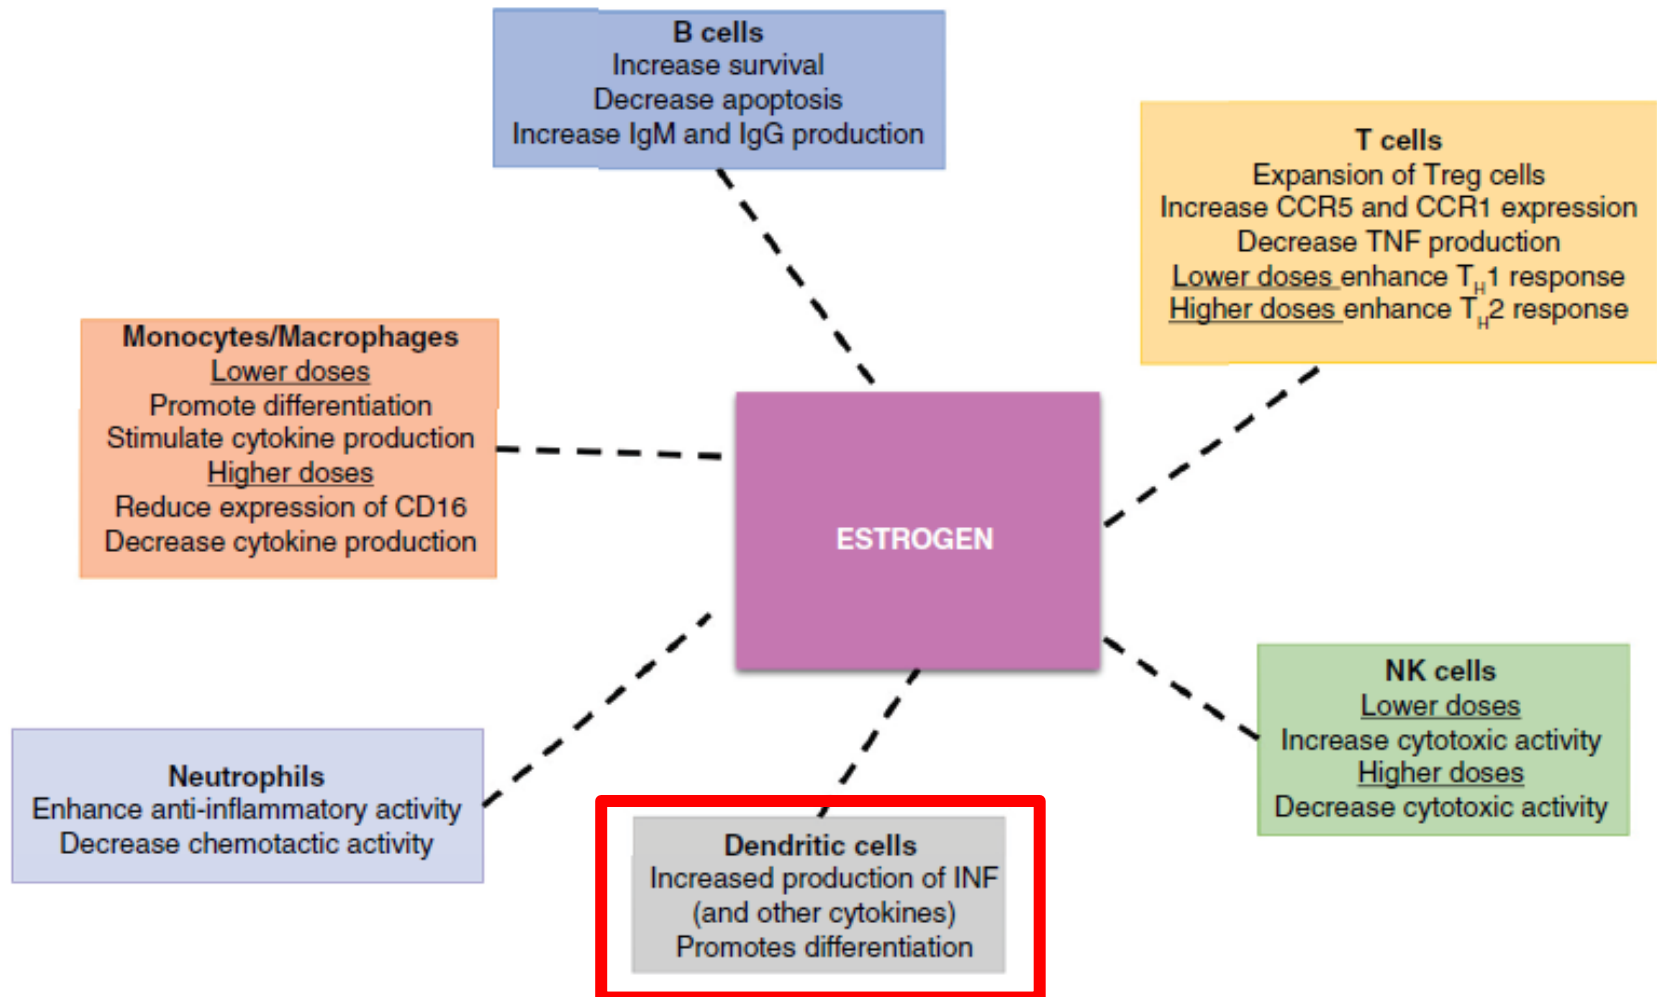 B cells
Increase survival
Decrease apoptosis
Increase IgM and IgG production
T cells
Expansion of Treg cells
Increase CCR5 and CCR1 expression
Decrease TNF production
Lower doses enhance TH1 response
Higher doses enhance TH2 response
Monocytes/Macrophages
Lower doses
Promote differentiation
Stimulate cytokine production
Higher doses
Reduce expression of CD16
Decrease cytokine production
ESTROGEN
NK cells
Lower doses
Increase cytotoxic activity
Higher doses
Decrease cytotoxic activity
Neutrophils
Enhance anti-inflammatory activity
Decrease chemotactic activity
Dendritic cells
Increased production of INF
(and other cytokines)
Promotes differentiation